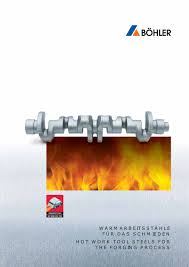 BÖHLER
WARMARBEITSSTÄHLE
FÜR DAS SCHMIEDEN
HOT WORK TOOL STEELS FOR
THE FORGING PROCESS